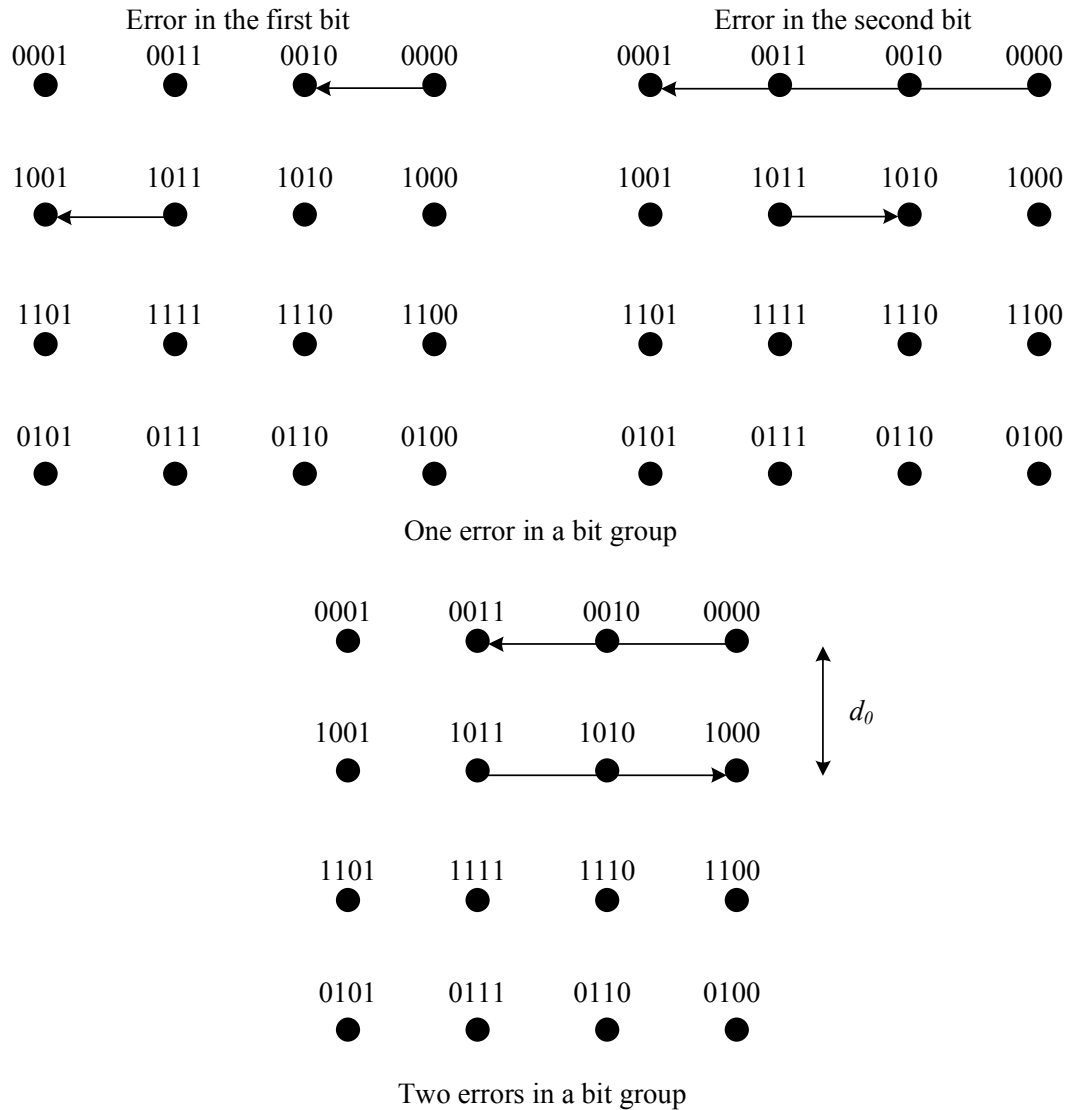 Error in the first bit
0001 0011 0010 0000
1001 1011 1010 1000
1101 1111 1110 1100
0101 0111 0110 0100
Error in the second bit
0001 0011 0010 0000
1001 1011 1010 1000
1101 1111 1110 1100
0101 0111 0110 0100
One error in a bit group
0001 0011 0010 0000
d0
1001 1011 1010 1000
1101 1111 1110 1100
0101 0111 0110 0100
Two errors in a bit group